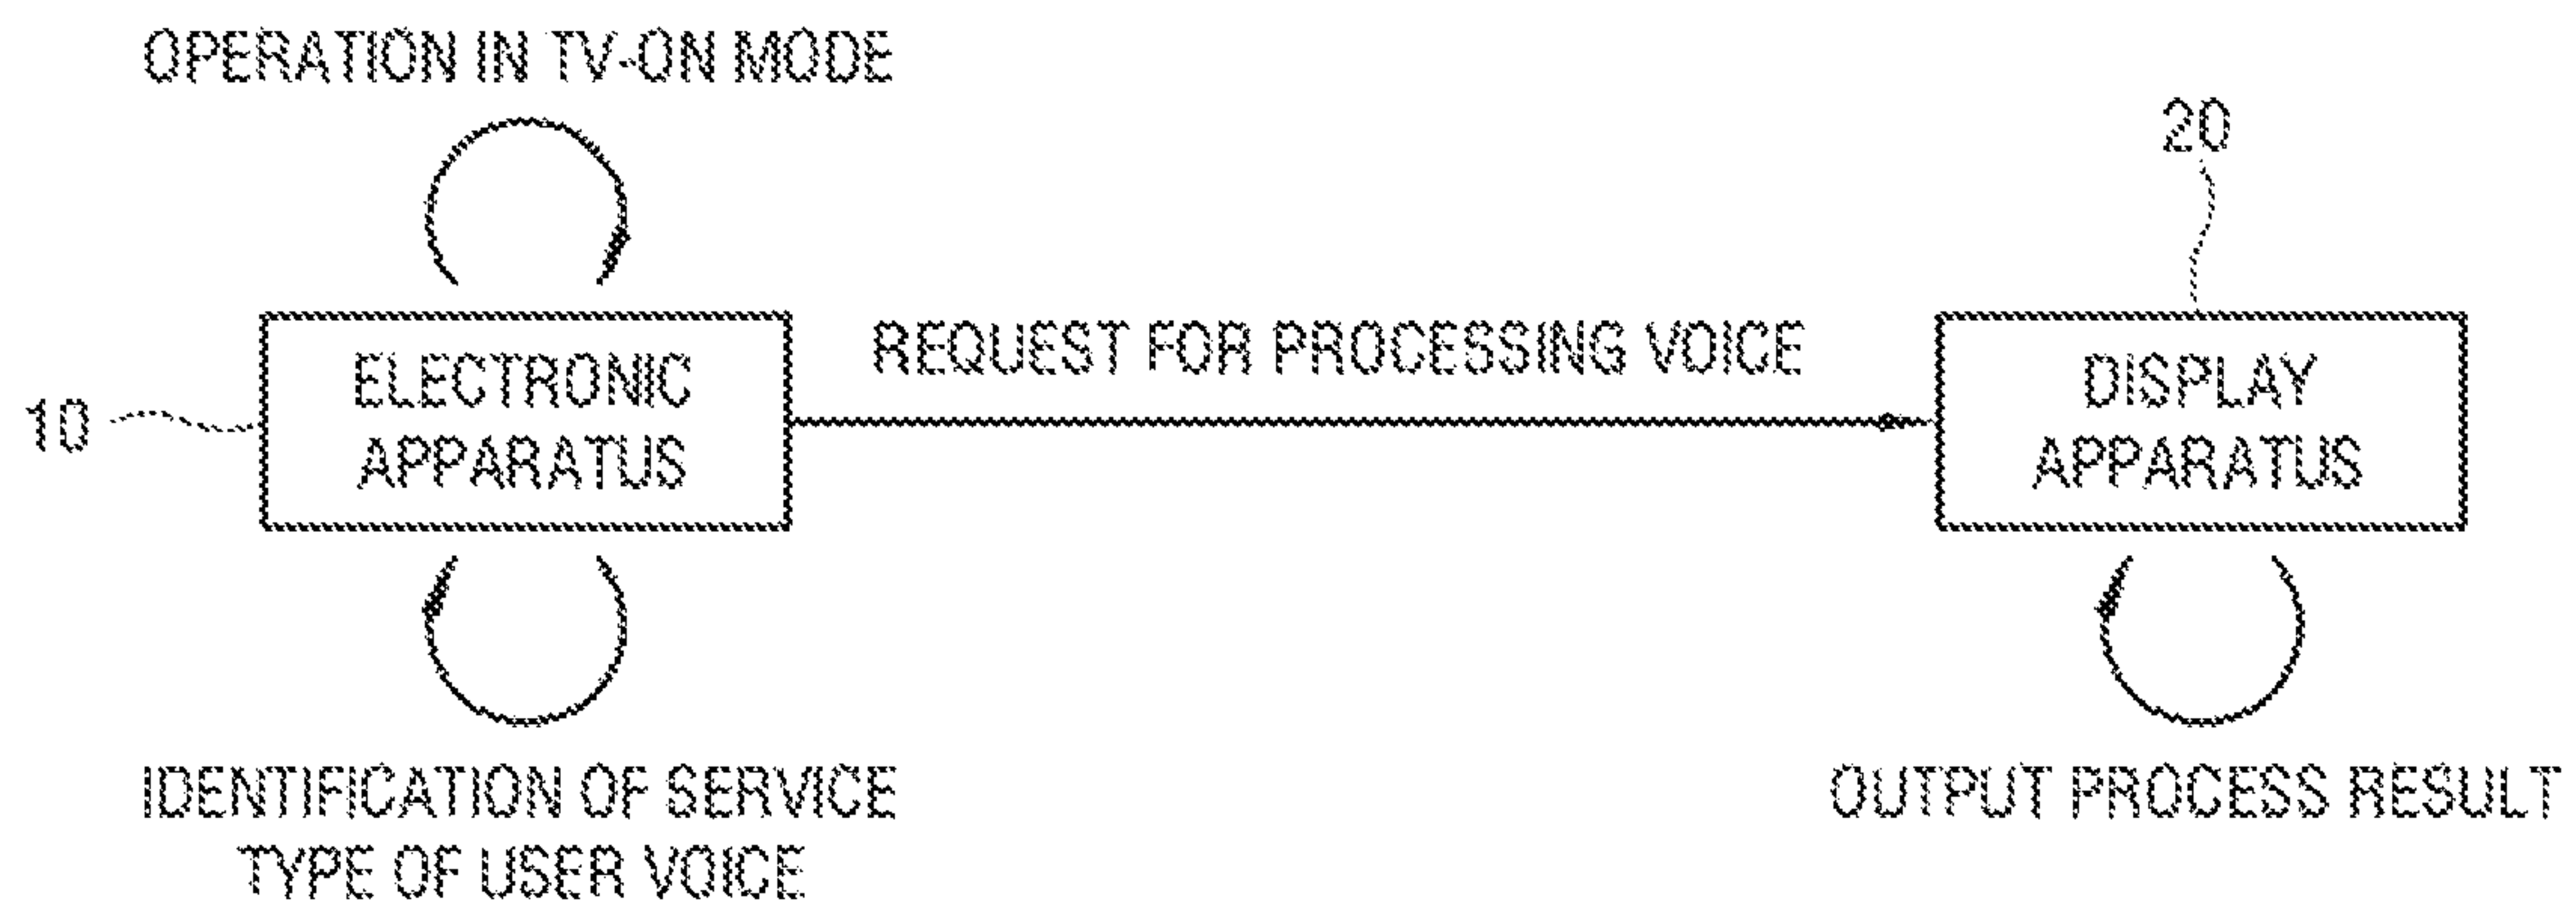 OPERATION IN TV-ON MODE
20
ELECTRONIC
APPARATUS
10
REQUEST FOR PROCESSING VOICE
DISPLAY
APPARATUS
IDENTIFICATION OF SERVICE
TYPE OF USER VOICE
OUTPUT PROCESS RESULT